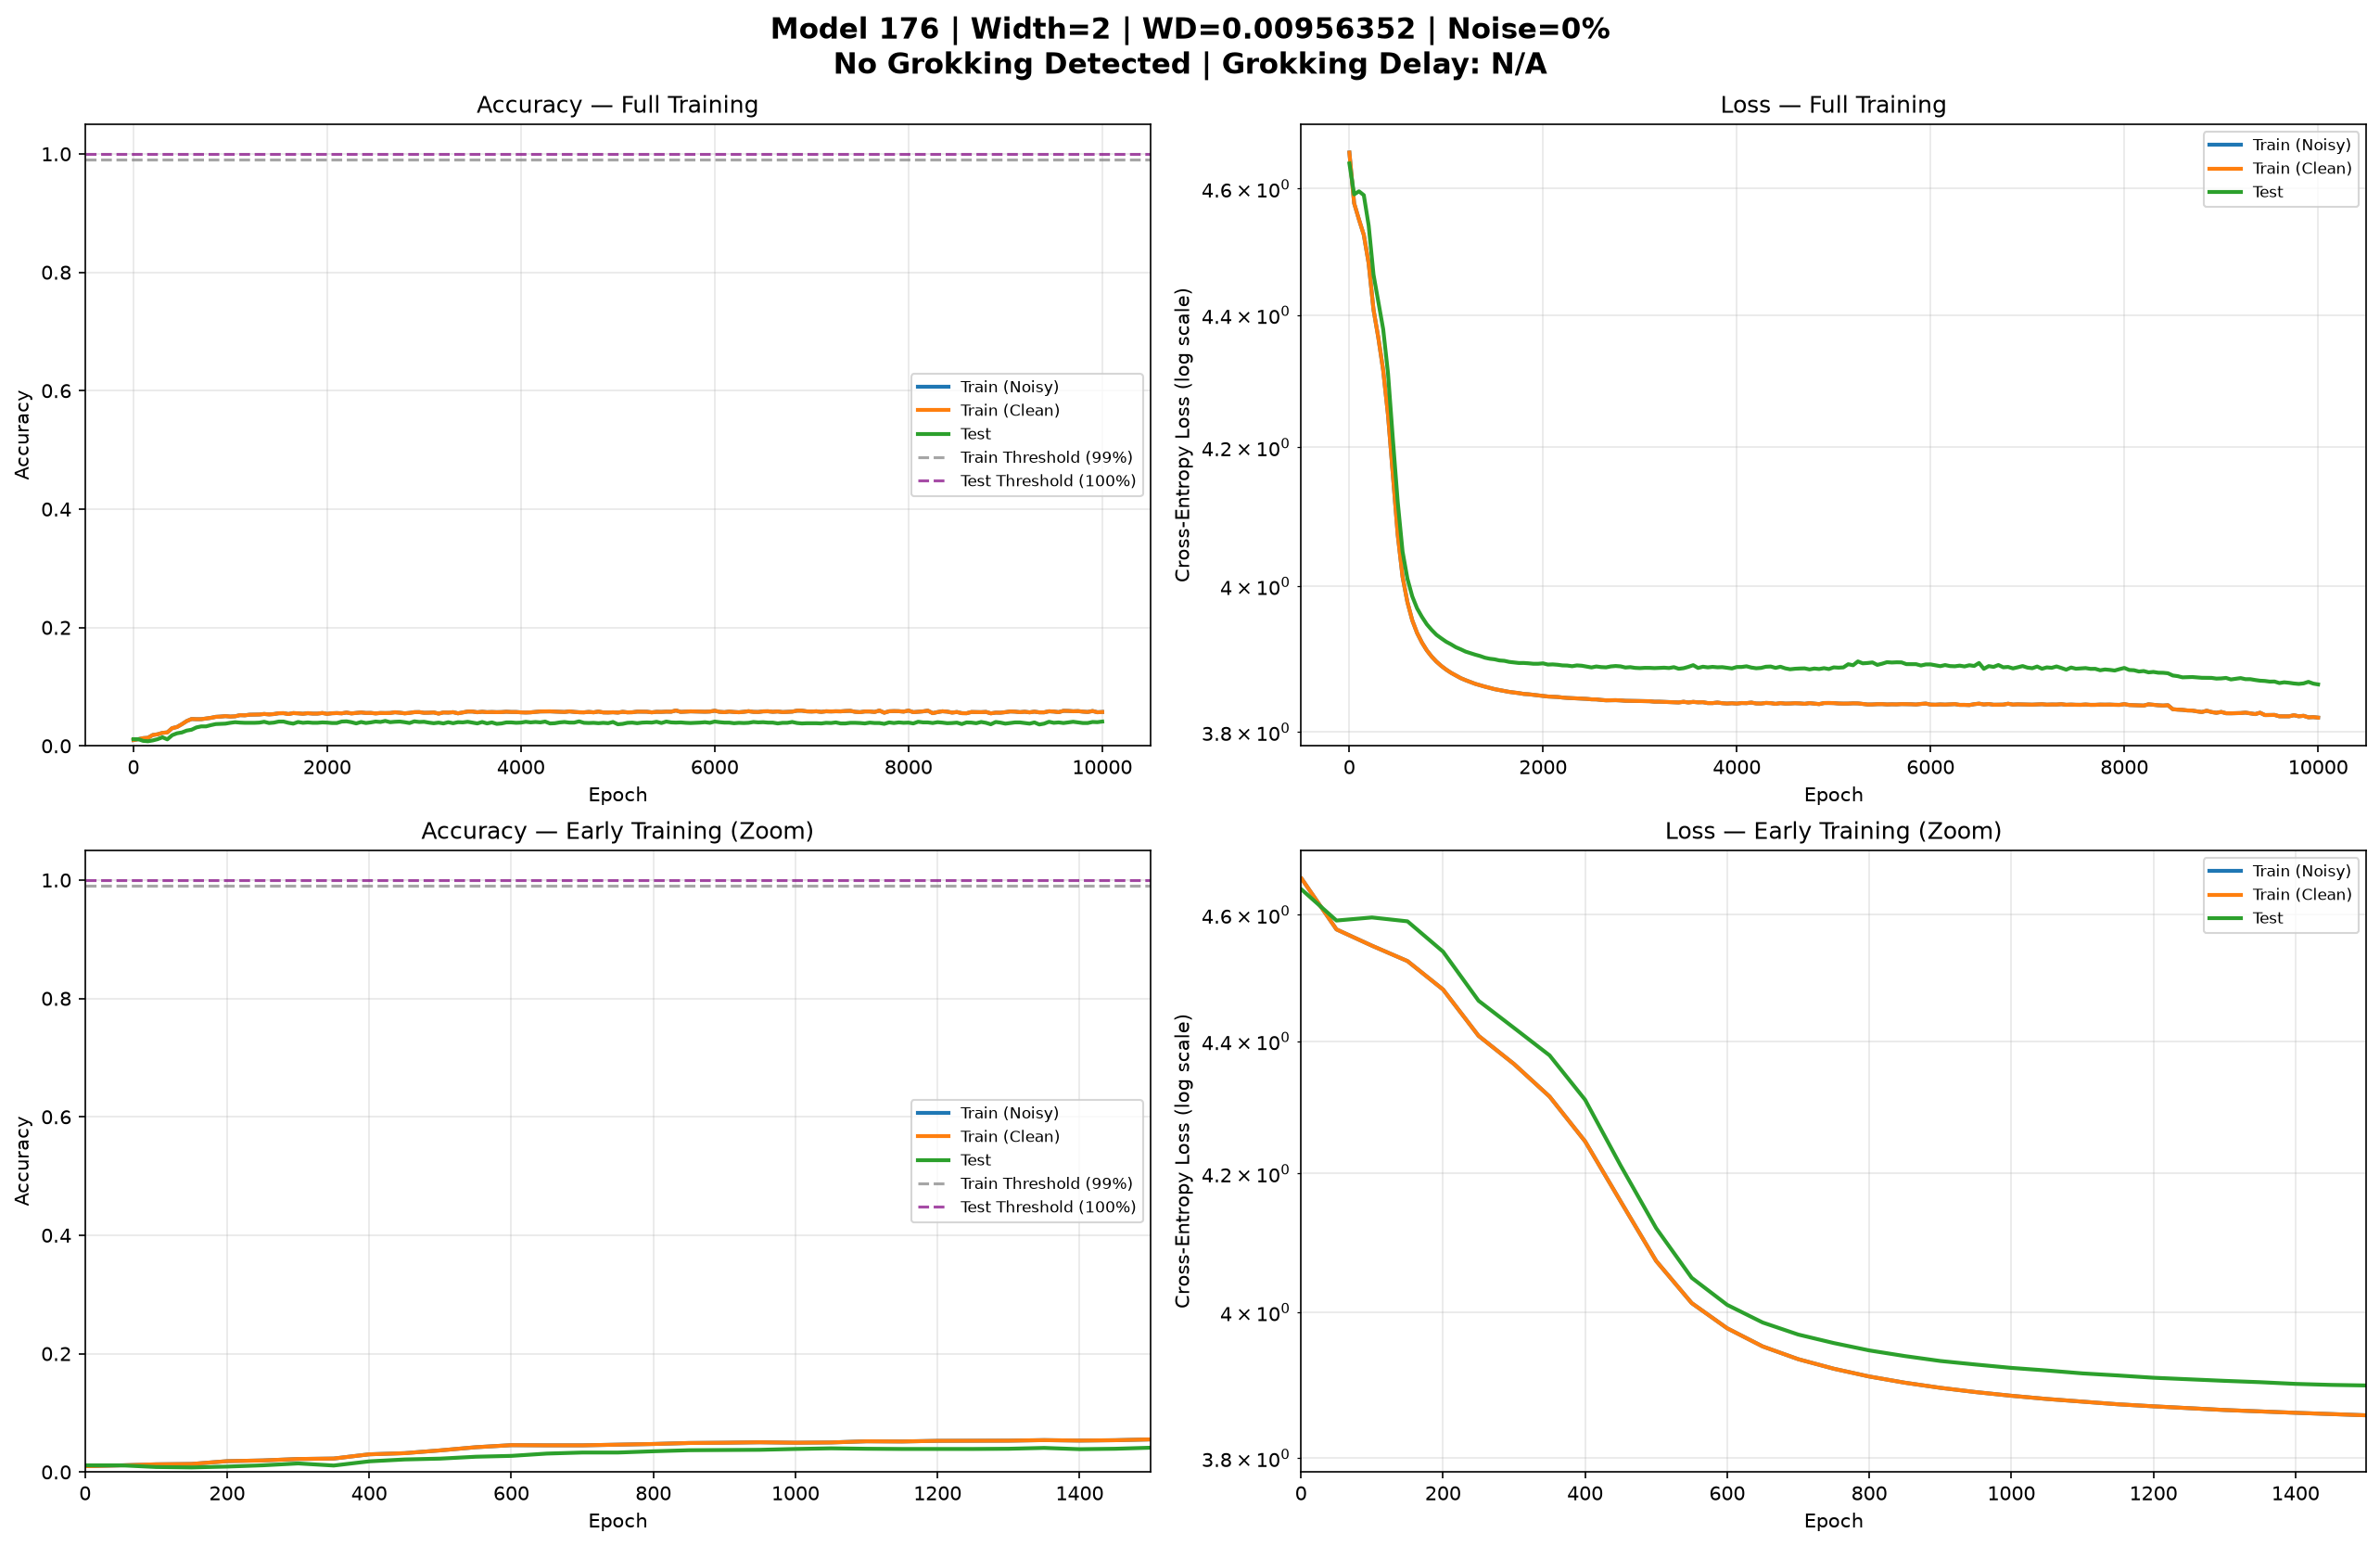 Model 176 | Width=2 | WD=0.00956352 | Noise=0%
No Grokking Detected | Grokking Delay: N/A
Accuracy — Full Training
1.0
0.8
0.6
0.4
0.2
0.0
Accuracy
Train (Noisy)
Train (Clean)
Test
Train Threshold (99%)
Test Threshold (100%)
0 2000 4000 6000 8000 10000
Epoch
Loss — Full Training
4.6 × 10⁰
4.4 × 10⁰
4.2 × 10⁰
4 × 10⁰
3.8 × 10⁰
Cross-Entropy Loss (log scale)
Train (Noisy)
Train (Clean)
Test
0 2000 4000 6000 8000 10000
Epoch
Accuracy — Early Training (Zoom)
1.0
0.8
0.6
0.4
0.2
0.0
Accuracy
Train (Noisy)
Train (Clean)
Test
Train Threshold (99%)
Test Threshold (100%)
0 200 400 600 800 1000 1200 1400
Epoch
Loss — Early Training (Zoom)
4.6 × 10⁰
4.4 × 10⁰
4.2 × 10⁰
4 × 10⁰
3.8 × 10⁰
Cross-Entropy Loss (log scale)
Train (Noisy)
Train (Clean)
Test
0 200 400 600 800 1000 1200 1400
Epoch